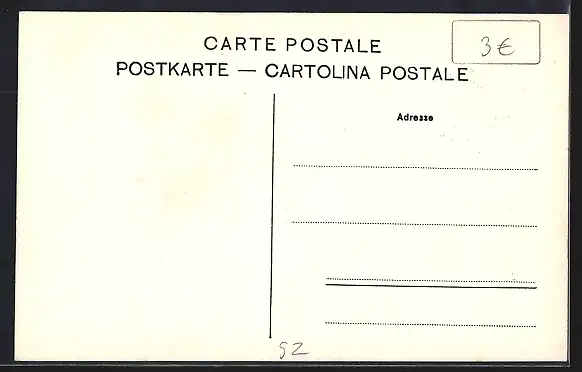 CARTE POSTALE
3€
POSTKARTE — CARTOLINA POSTALE
Adresse
SZ